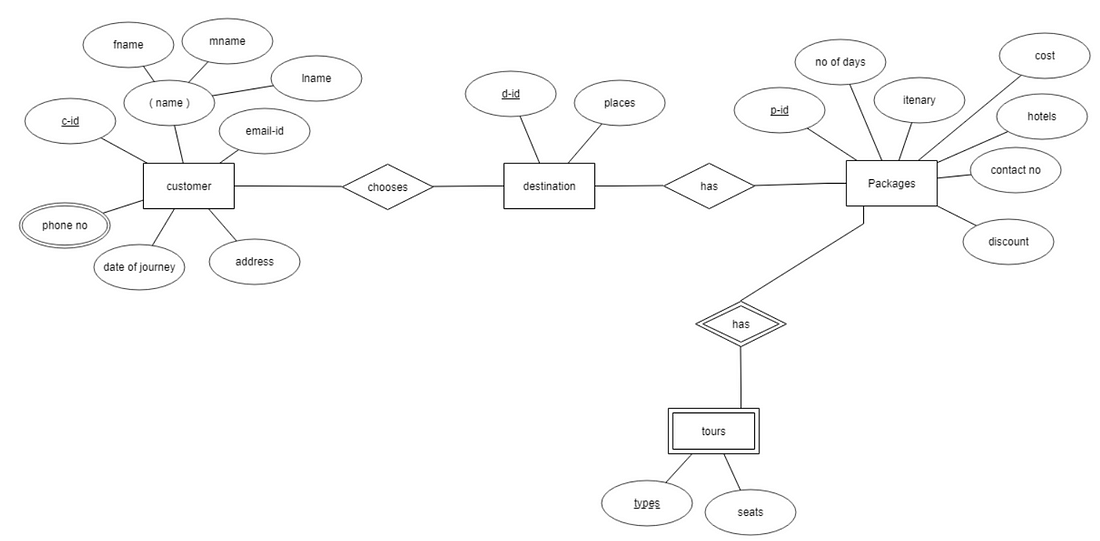 fname
mname
lname
( name )
c-id
email-id
customer
phone no
date of journey
address
chooses
d-id
places
destination
has
no of days
cost
p-id
itenary
hotels
contact no
Packages
discount
has
tours
types
seats